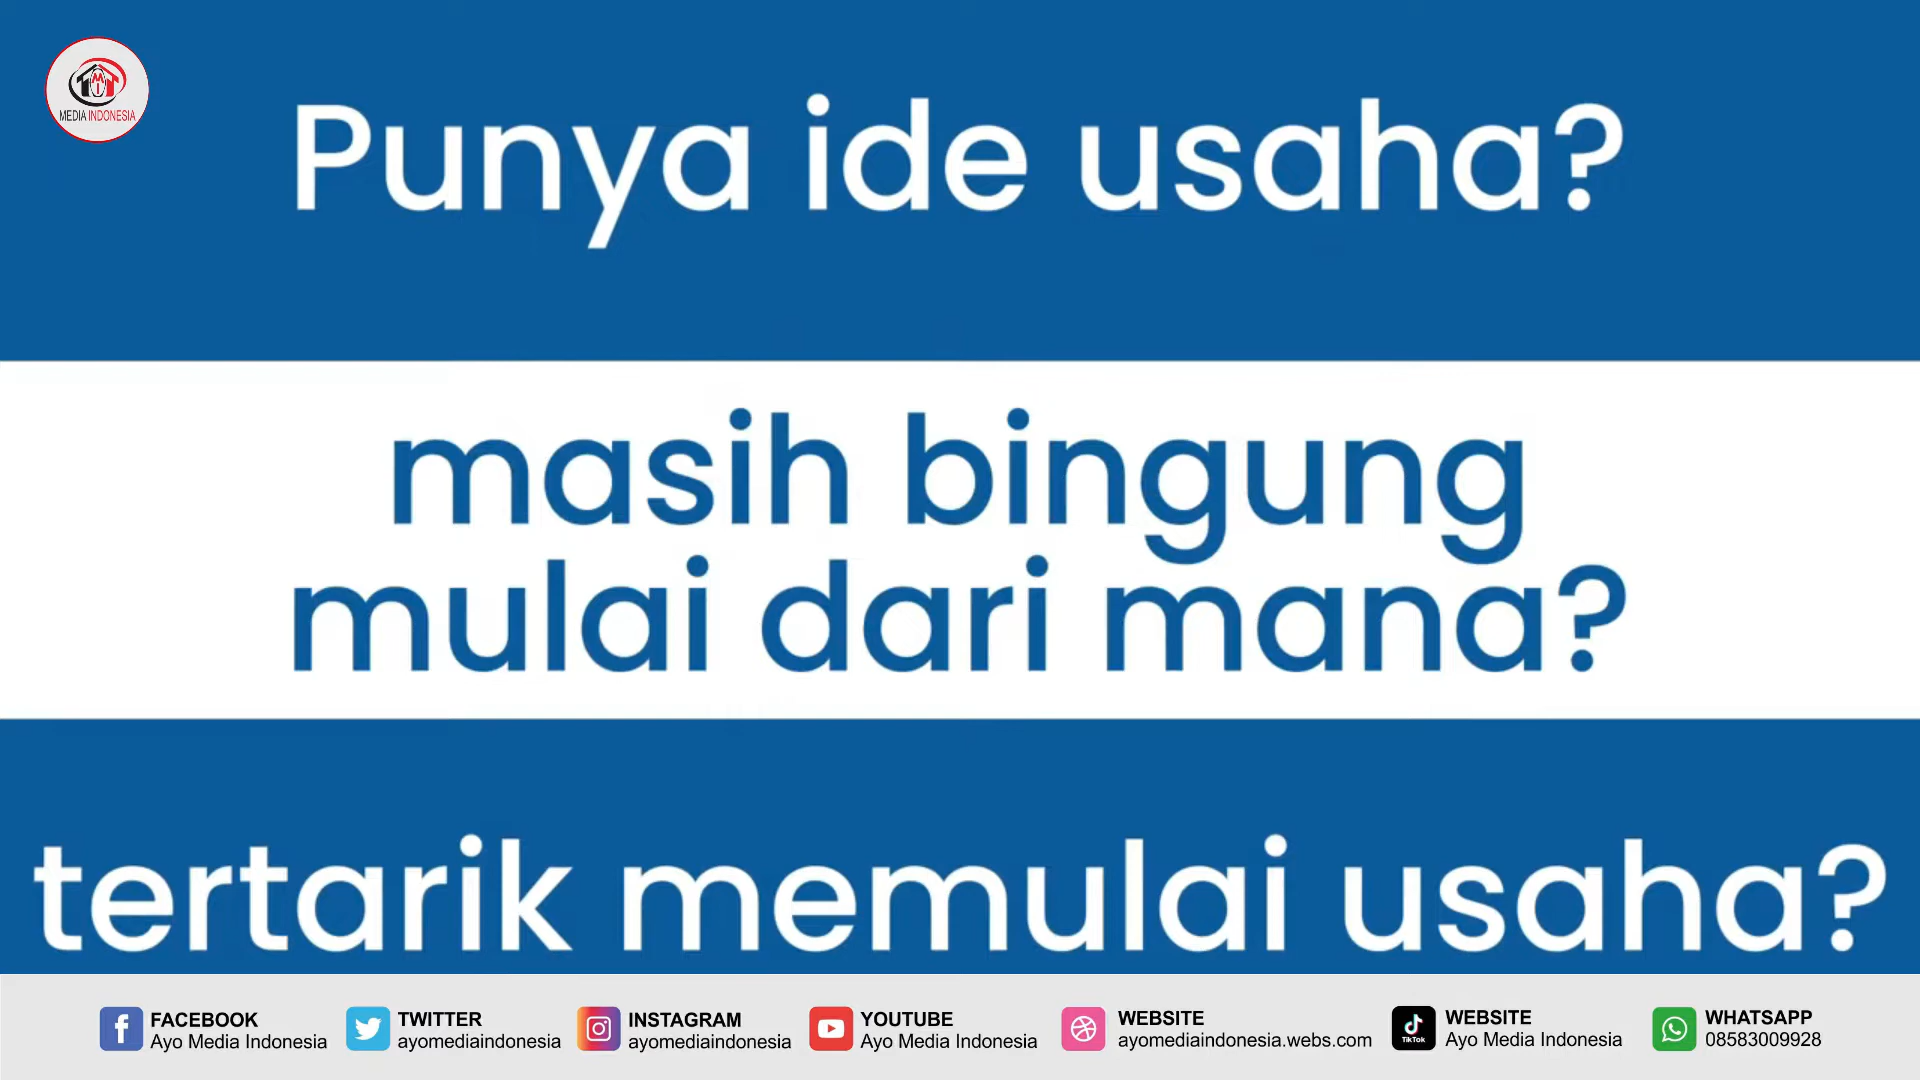 MEDIA INDONESIA
Punya ide usaha?
masih bingung
mulai dari mana?
tertarik memulai usaha?
FACEBOOK
Ayo Media Indonesia
TWITTER
ayomediaindonesia
INSTAGRAM
ayomediaindonesia
YOUTUBE
Ayo Media Indonesia
WEBSITE
ayomediaindonesia.webs.com
TikTok
WEBSITE
Ayo Media Indonesia
WHATSAPP
08583009928